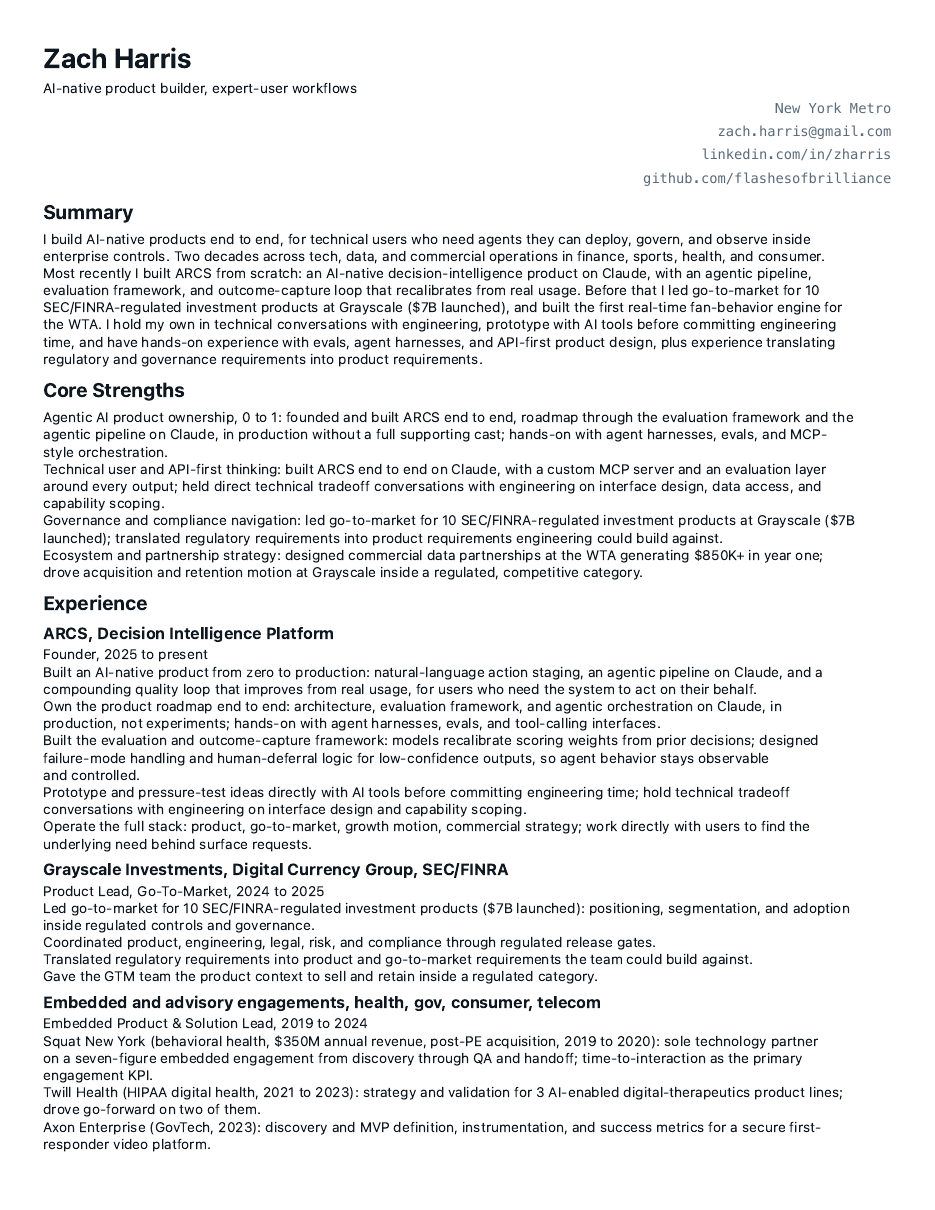 Zach Harris
AI-native product builder, expert-user workflows
New York Metro
zach.harris@gmail.com
linkedin.com/in/zharris
github.com/flashesofbrilliance
Summary
I build AI-native products end to end, for technical users who need agents they can deploy, govern, and observe inside
enterprise controls. Two decades across tech, data, and commercial operations in finance, sports, health, and consumer.
Most recently I built ARCS from scratch: an AI-native decision-intelligence product on Claude, with an agentic pipeline,
evaluation framework, and outcome-capture loop that recalibrates from real usage. Before that I led go-to-market for 10
SEC/FINRA-regulated investment products at Grayscale ($7B launched), and built the first real-time fan-behavior engine for
the WTA. I hold my own in technical conversations with engineering, prototype with AI tools before committing engineering
time, and have hands-on experience with evals, agent harnesses, and API-first product design, plus experience translating
regulatory and governance requirements into product requirements.
Core Strengths
Agentic AI product ownership, 0 to 1: founded and built ARCS end to end, roadmap through the evaluation framework and the
agentic pipeline on Claude, in production without a full supporting cast; hands-on with agent harnesses, evals, and MCP-
style orchestration.
Technical user and API-first thinking: built ARCS end to end on Claude, with a custom MCP server and an evaluation layer
around every output; held direct technical tradeoff conversations with engineering on interface design, data access, and
capability scoping.
Governance and compliance navigation: led go-to-market for 10 SEC/FINRA-regulated investment products at Grayscale ($7B
launched); translated regulatory requirements into product requirements engineering could build against.
Ecosystem and partnership strategy: designed commercial data partnerships at the WTA generating $850K+ in year one;
drove acquisition and retention motion at Grayscale inside a regulated, competitive category.
Experience
ARCS, Decision Intelligence Platform
Founder, 2025 to present
Built an AI-native product from zero to production: natural-language action staging, an agentic pipeline on Claude, and a
compounding quality loop that improves from real usage, for users who need the system to act on their behalf.
Own the product roadmap end to end: architecture, evaluation framework, and agentic orchestration on Claude, in
production, not experiments; hands-on with agent harnesses, evals, and tool-calling interfaces.
Built the evaluation and outcome-capture framework: models recalibrate scoring weights from prior decisions; designed
failure-mode handling and human-deferral logic for low-confidence outputs, so agent behavior stays observable
and controlled.
Prototype and pressure-test ideas directly with AI tools before committing engineering time; hold technical tradeoff
conversations with engineering on interface design and capability scoping.
Operate the full stack: product, go-to-market, growth motion, commercial strategy; work directly with users to find the
underlying need behind surface requests.
Grayscale Investments, Digital Currency Group, SEC/FINRA
Product Lead, Go-To-Market, 2024 to 2025
Led go-to-market for 10 SEC/FINRA-regulated investment products ($7B launched): positioning, segmentation, and adoption
inside regulated controls and governance.
Coordinated product, engineering, legal, risk, and compliance through regulated release gates.
Translated regulatory requirements into product and go-to-market requirements the team could build against.
Gave the GTM team the product context to sell and retain inside a regulated category.
Embedded and advisory engagements, health, gov, consumer, telecom
Embedded Product & Solution Lead, 2019 to 2024
Squat New York (behavioral health, $350M annual revenue, post-PE acquisition, 2019 to 2020): sole technology partner
on a seven-figure embedded engagement from discovery through QA and handoff; time-to-interaction as the primary
engagement KPI.
Twill Health (HIPAA digital health, 2021 to 2023): strategy and validation for 3 AI-enabled digital-therapeutics product lines;
drove go-forward on two of them.
Axon Enterprise (GovTech, 2023): discovery and MVP definition, instrumentation, and success metrics for a secure first-
responder video platform.